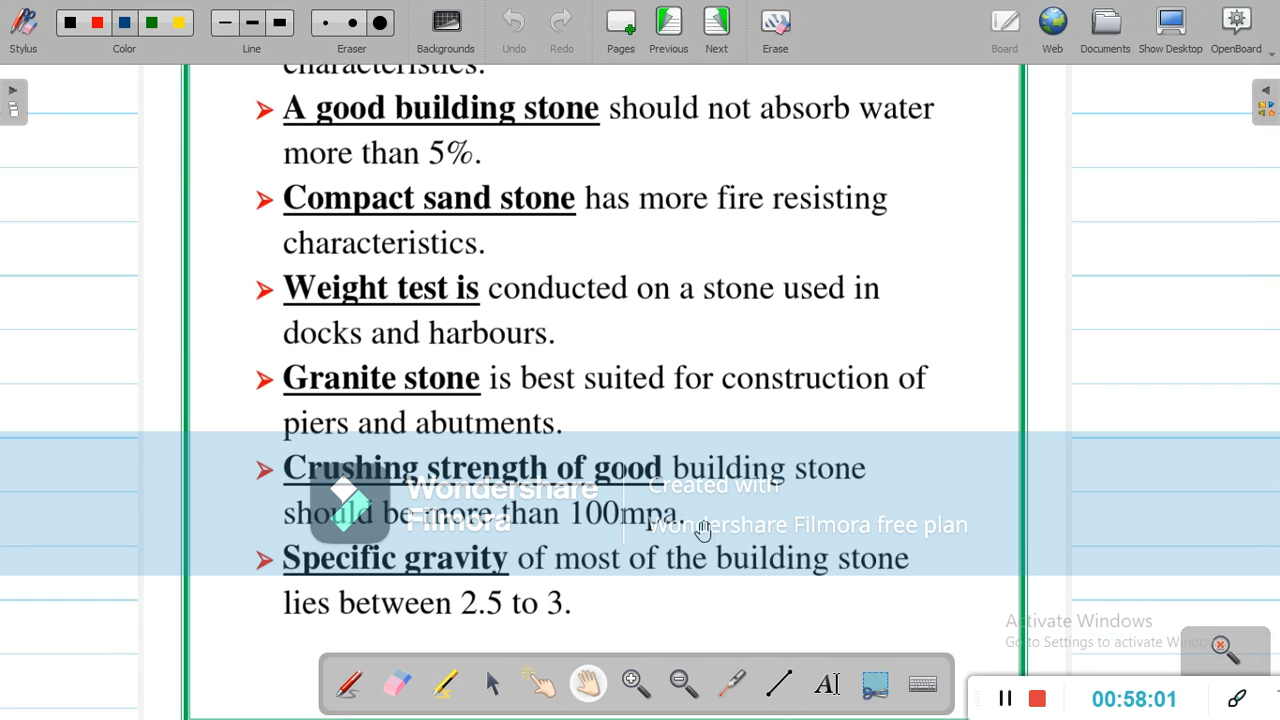 Stylus Color Line Eraser Backgrounds Undo Redo Pages Previous Next Erase Board Web Documents Show Desktop OpenBoard
characteristics.
A good building stone should not absorb water
more than 5%.
Compact sand stone has more fire resisting
characteristics.
Weight test is conducted on a stone used in
docks and harbours.
Granite stone is best suited for construction of
piers and abutments.
Crushing strength of good building stone
should be more than 100mpa.
Wondershare
Filmora
Created with
Wondershare Filmora free plan
Specific gravity of most of the building stone
lies between 2.5 to 3.
Activate Windows
Go to Settings to activate Windows.
00:58:01